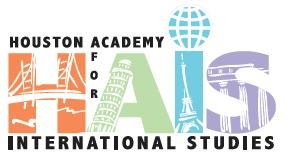 HOUSTON ACADEMY
FOR
HAIS
INTERNATIONAL STUDIES